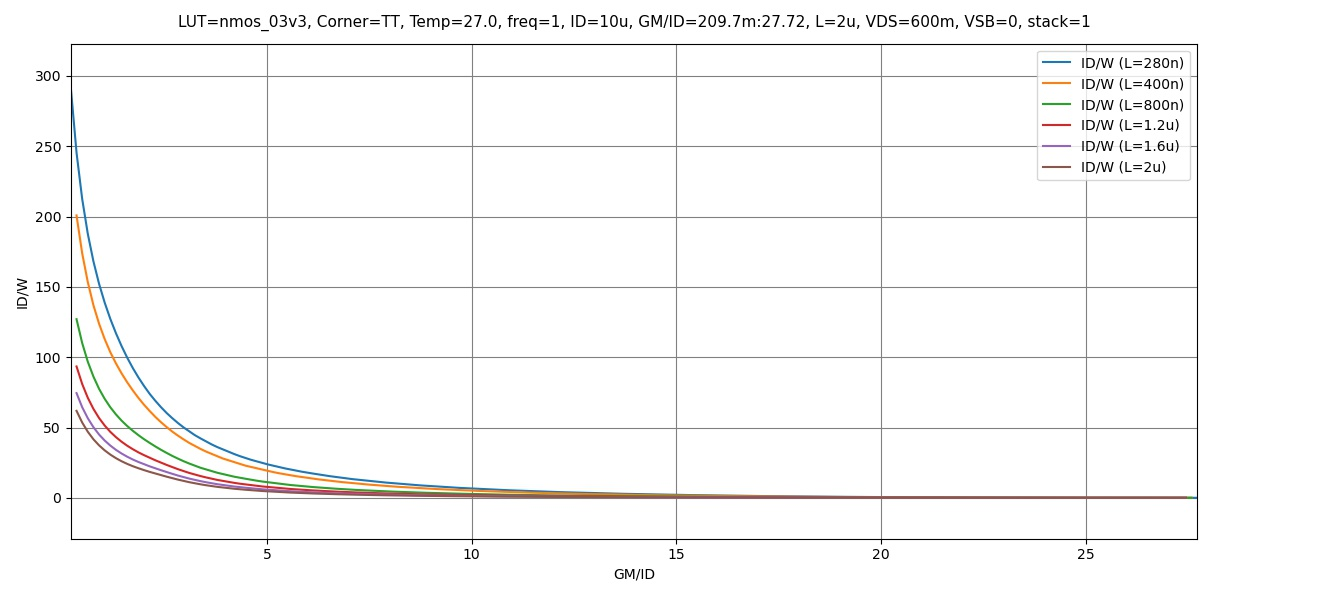 LUT=nmos_03v3, Corner=TT, Temp=27.0, freq=1, ID=10u, GM/ID=209.7m:27.72, L=2u, VDS=600m, VSB=0, stack=1
ID/W (L=280n)
ID/W (L=400n)
ID/W (L=800n)
ID/W (L=1.2u)
ID/W (L=1.6u)
ID/W (L=2u)
300
250
200
150
100
50
0
ID/W
5
10
15
20
25
GM/ID